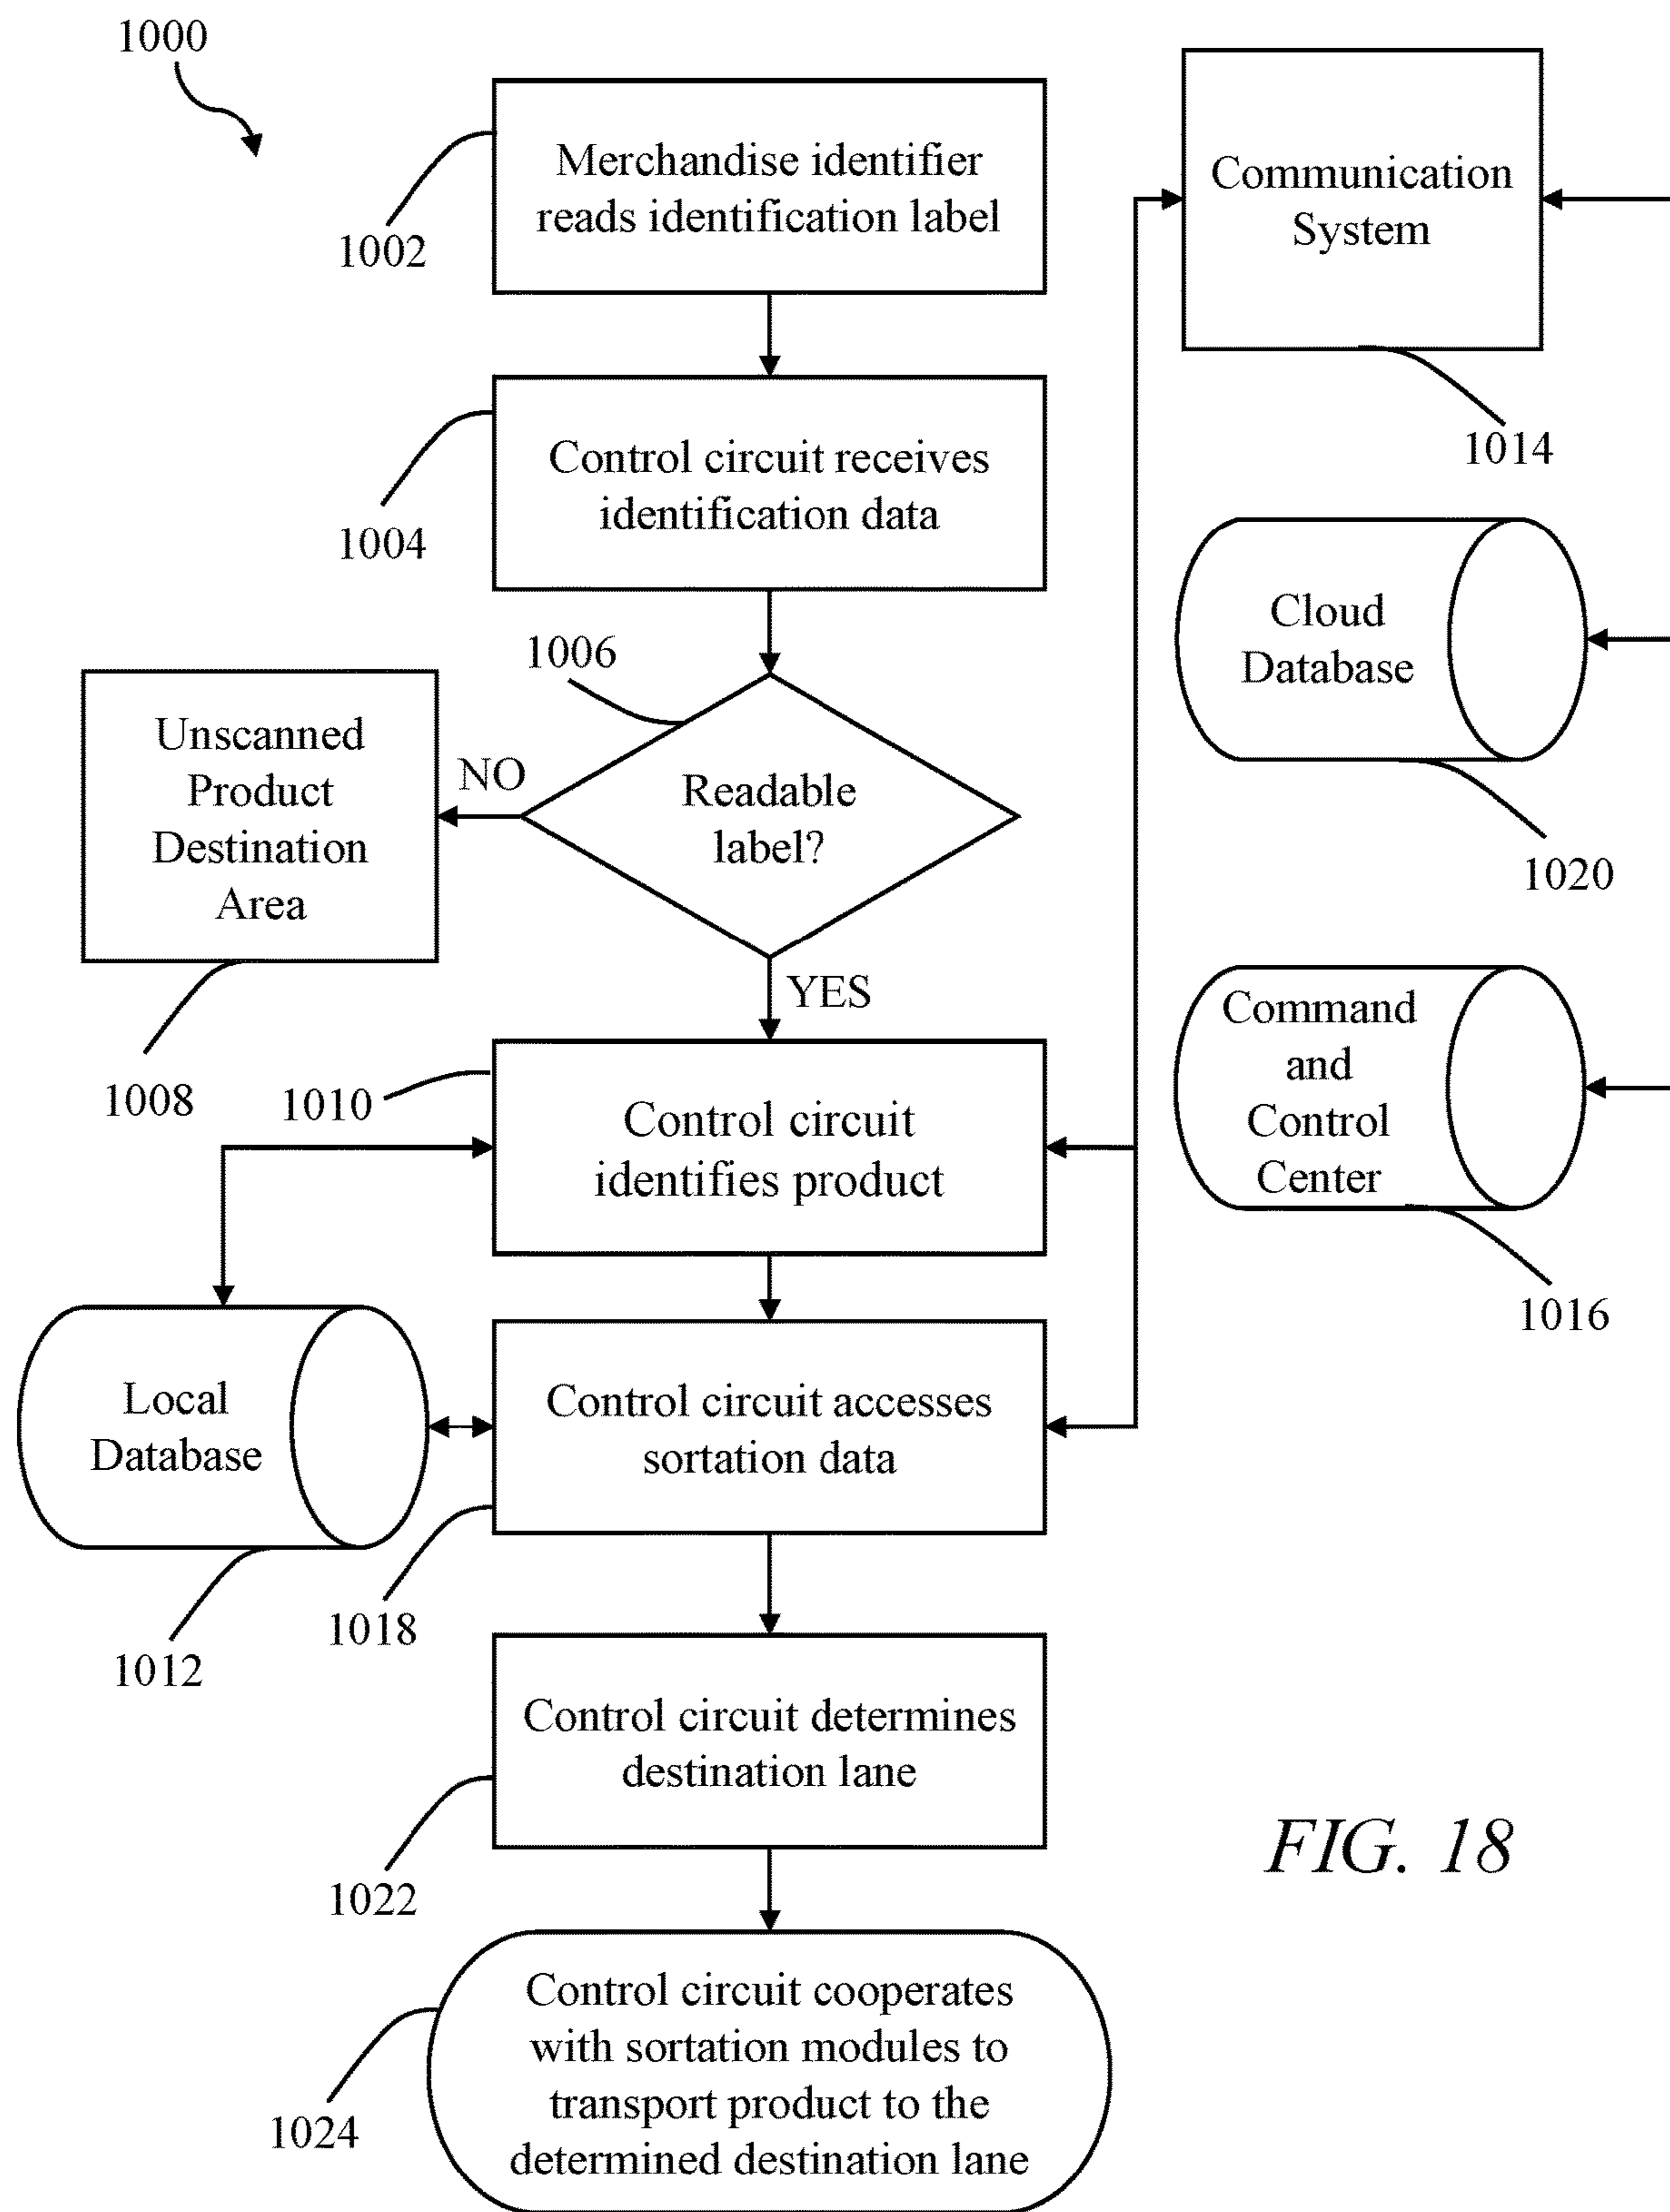 1000
Merchandise identifier
reads identification label
1002
Communication
System
1014
Control circuit receives
identification data
1004
Cloud
Database
1020
1006
Readable
label?
NO
Unscanned
Product
Destination
Area
1008
YES
Command
and
Control
Center
1016
1010
Control circuit
identifies product
Local
Database
1012
Control circuit accesses
sortation data
1018
Control circuit determines
destination lane
1022
FIG. 18
Control circuit cooperates
with sortation modules to
transport product to the
determined destination lane
1024